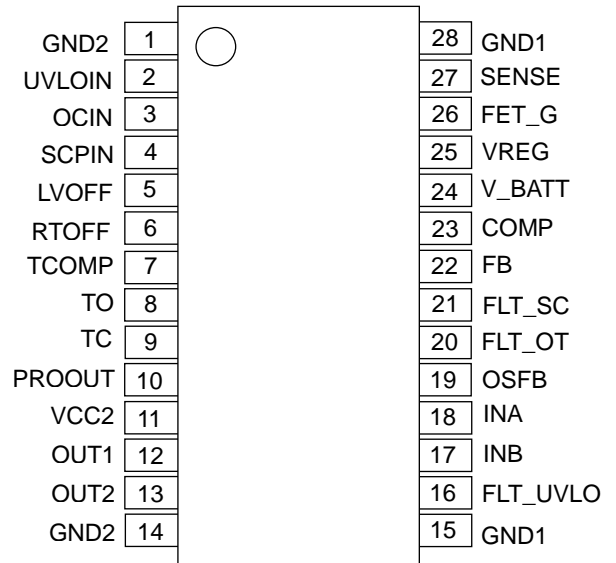 GND2 1 28 GND1
UVLOIN 2 27 SENSE
OCIN 3 26 FET_G
SCPIN 4 25 VREG
LVOFF 5 24 V_BATT
RTOFF 6 23 COMP
TCOMP 7 22 FB
TO 8 21 FLT_SC
TC 9 20 FLT_OT
PROOUT 10 19 OSFB
VCC2 11 18 INA
OUT1 12 17 INB
OUT2 13 16 FLT_UVLO
GND2 14 15 GND1